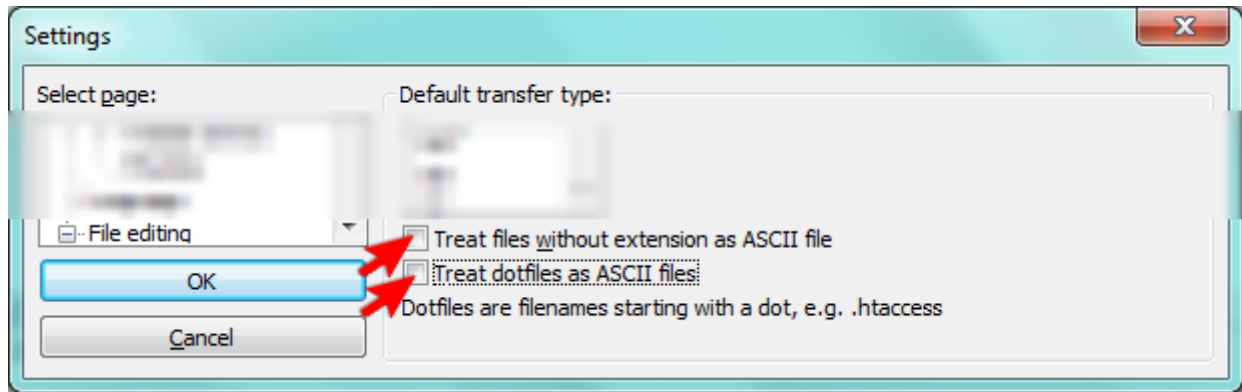 Settings
x
Select page:
Default transfer type:
File editing
Treat files without extension as ASCII file
OK
Treat dotfiles as ASCII files
Dotfiles are filenames starting with a dot, e.g. .htaccess
Cancel